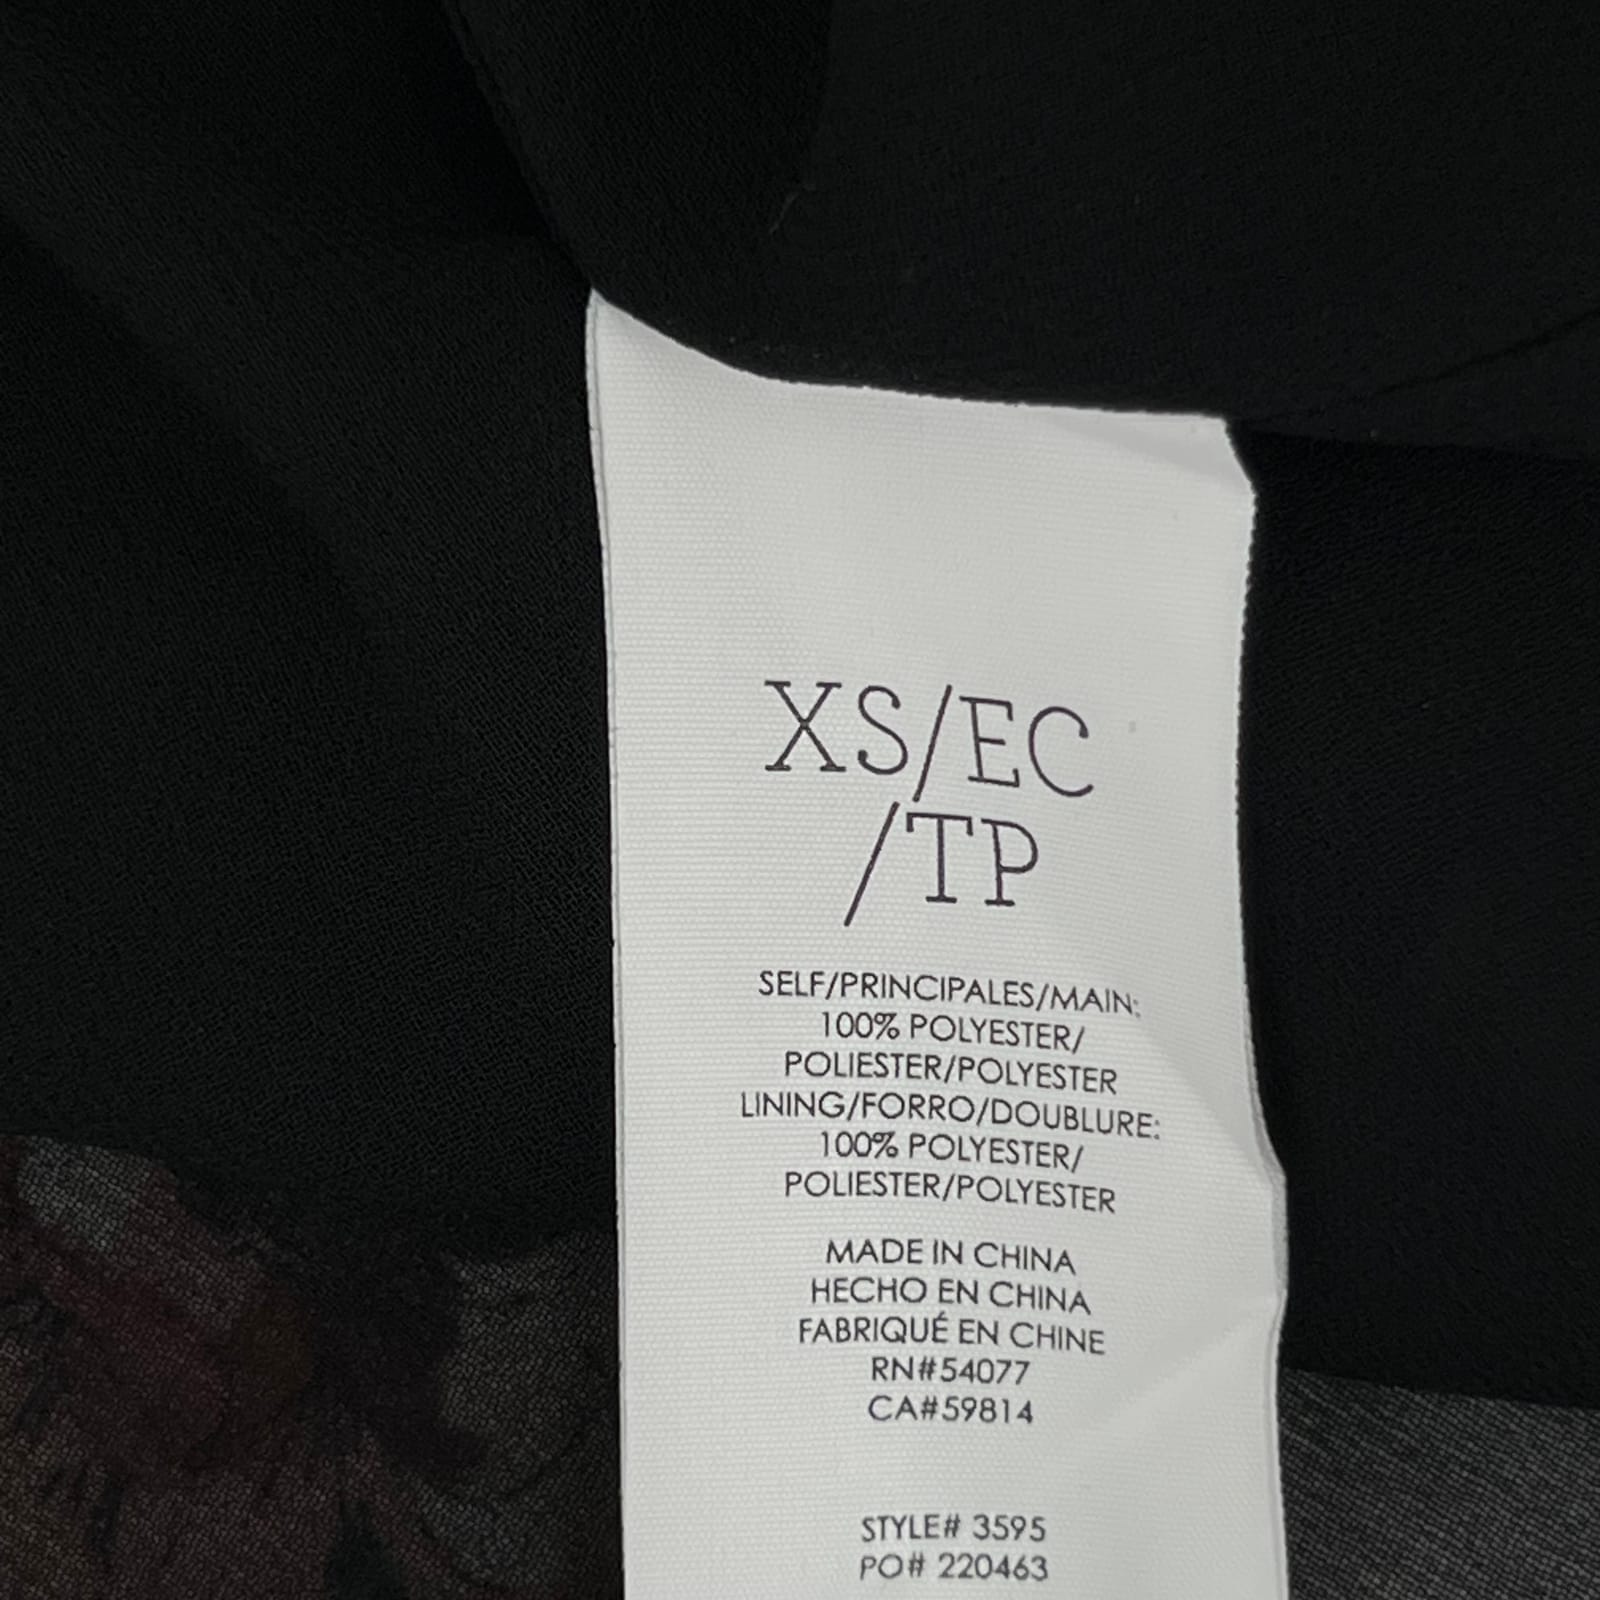 XS/EC
/TP
SELF/PRINCIPALES/MAIN:
100% POLYESTER/
POLIESTER/POLYESTER
LINING/FORRO/DOUBLURE:
100% POLYESTER/
POLIESTER/POLYESTER
MADE IN CHINA
HECHO EN CHINA
FABRIQUÉ EN CHINE
RN#54077
CA#59814
STYLE# 3595
PO# 220463